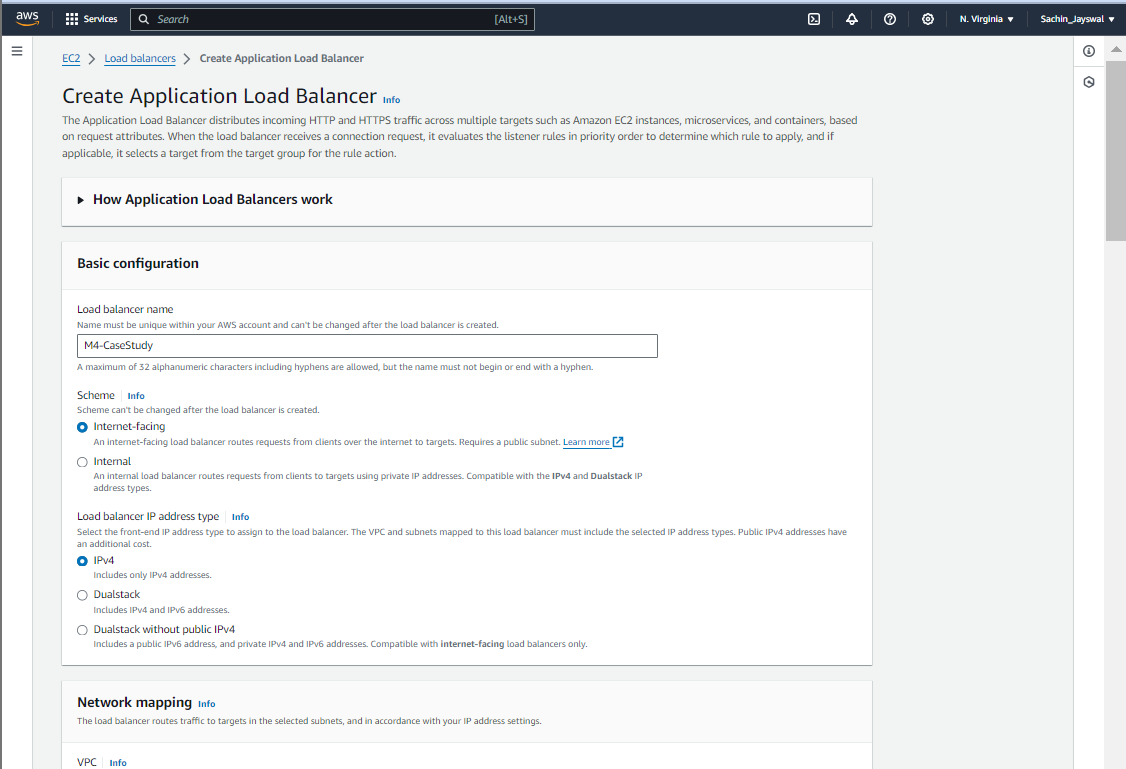 aws Services Search [Alt+S] N. Virginia Sachin_Jayswal
EC2 Load balancers Create Application Load Balancer
Create Application Load Balancer Info
The Application Load Balancer distributes incoming HTTP and HTTPS traffic across multiple targets such as Amazon EC2 instances, microservices, and containers, based
on request attributes. When the load balancer receives a connection request, it evaluates the listener rules in priority order to determine which rule to apply, and if
applicable, it selects a target from the target group for the rule action.
How Application Load Balancers work
Basic configuration
Load balancer name
Name must be unique within your AWS account and can't be changed after the load balancer is created.
M4-CaseStudy
A maximum of 32 alphanumeric characters including hyphens are allowed, but the name must not begin or end with a hyphen.
Scheme Info
Scheme can't be changed after the load balancer is created.
Internet-facing
An internet-facing load balancer routes requests from clients over the internet to targets. Requires a public subnet. Learn more
Internal
An internal load balancer routes requests from clients to targets using private IP addresses. Compatible with the IPv4 and Dualstack IP
address types.
Load balancer IP address type Info
Select the front-end IP address type to assign to the load balancer. The VPC and subnets mapped to this load balancer must include the selected IP address types. Public IPv4 addresses have
an additional cost.
IPv4
Includes only IPv4 addresses.
Dualstack
Includes IPv4 and IPv6 addresses.
Dualstack without public IPv4
Includes a public IPv6 address, and private IPv4 and IPv6 addresses. Compatible with internet-facing load balancers only.
Network mapping Info
The load balancer routes traffic to targets in the selected subnets, and in accordance with your IP address settings.
VPC Info